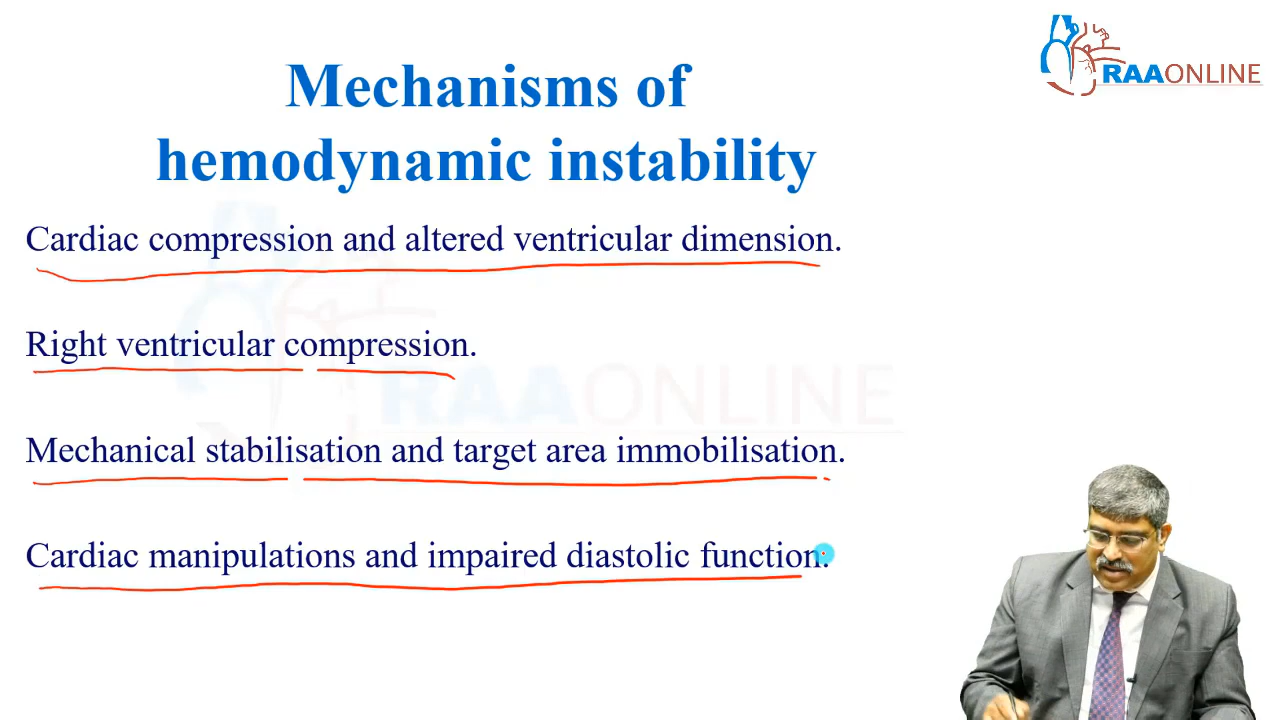 RAAONLINE
Mechanisms of
hemodynamic instability
Cardiac compression and altered ventricular dimension.
Right ventricular compression.
RAAONLINE
Mechanical stabilisation and target area immobilisation.
Cardiac manipulations and impaired diastolic function.